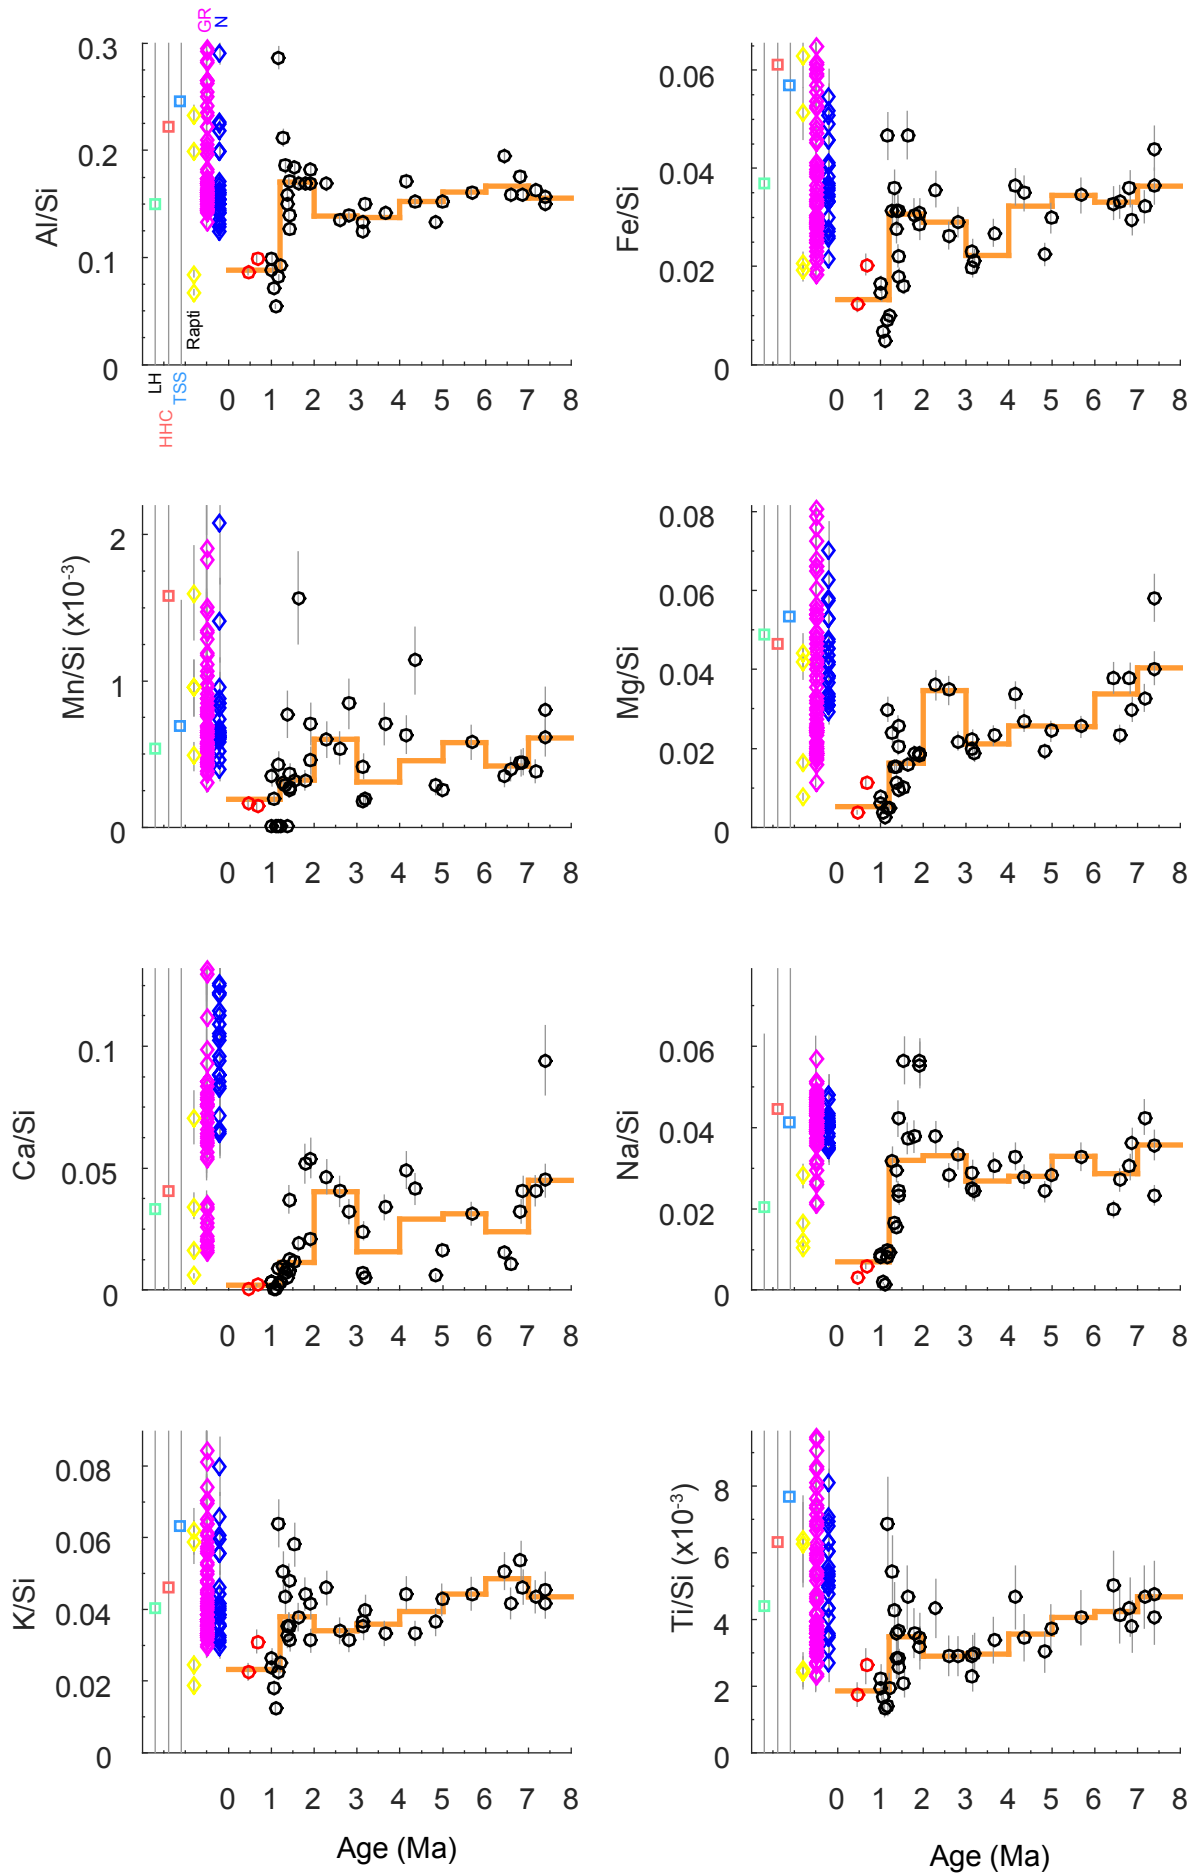 GR
N
0.3
0.2
0.1
0
Al/Si
Rapti
LH
HHC
TSS
0 1 2 3 4 5 6 7 8
0.06
0.04
0.02
0
Fe/Si
0 1 2 3 4 5 6 7 8
2
1
0
Mn/Si (x10⁻³)
0 1 2 3 4 5 6 7 8
0.08
0.06
0.04
0.02
0
Mg/Si
0 1 2 3 4 5 6 7 8
0.1
0.05
0
Ca/Si
0 1 2 3 4 5 6 7 8
0.06
0.04
0.02
0
Na/Si
0 1 2 3 4 5 6 7 8
0.08
0.06
0.04
0.02
0
K/Si
0 1 2 3 4 5 6 7 8
Age (Ma)
8
6
4
2
0
Ti/Si (x10⁻³)
0 1 2 3 4 5 6 7 8
Age (Ma)